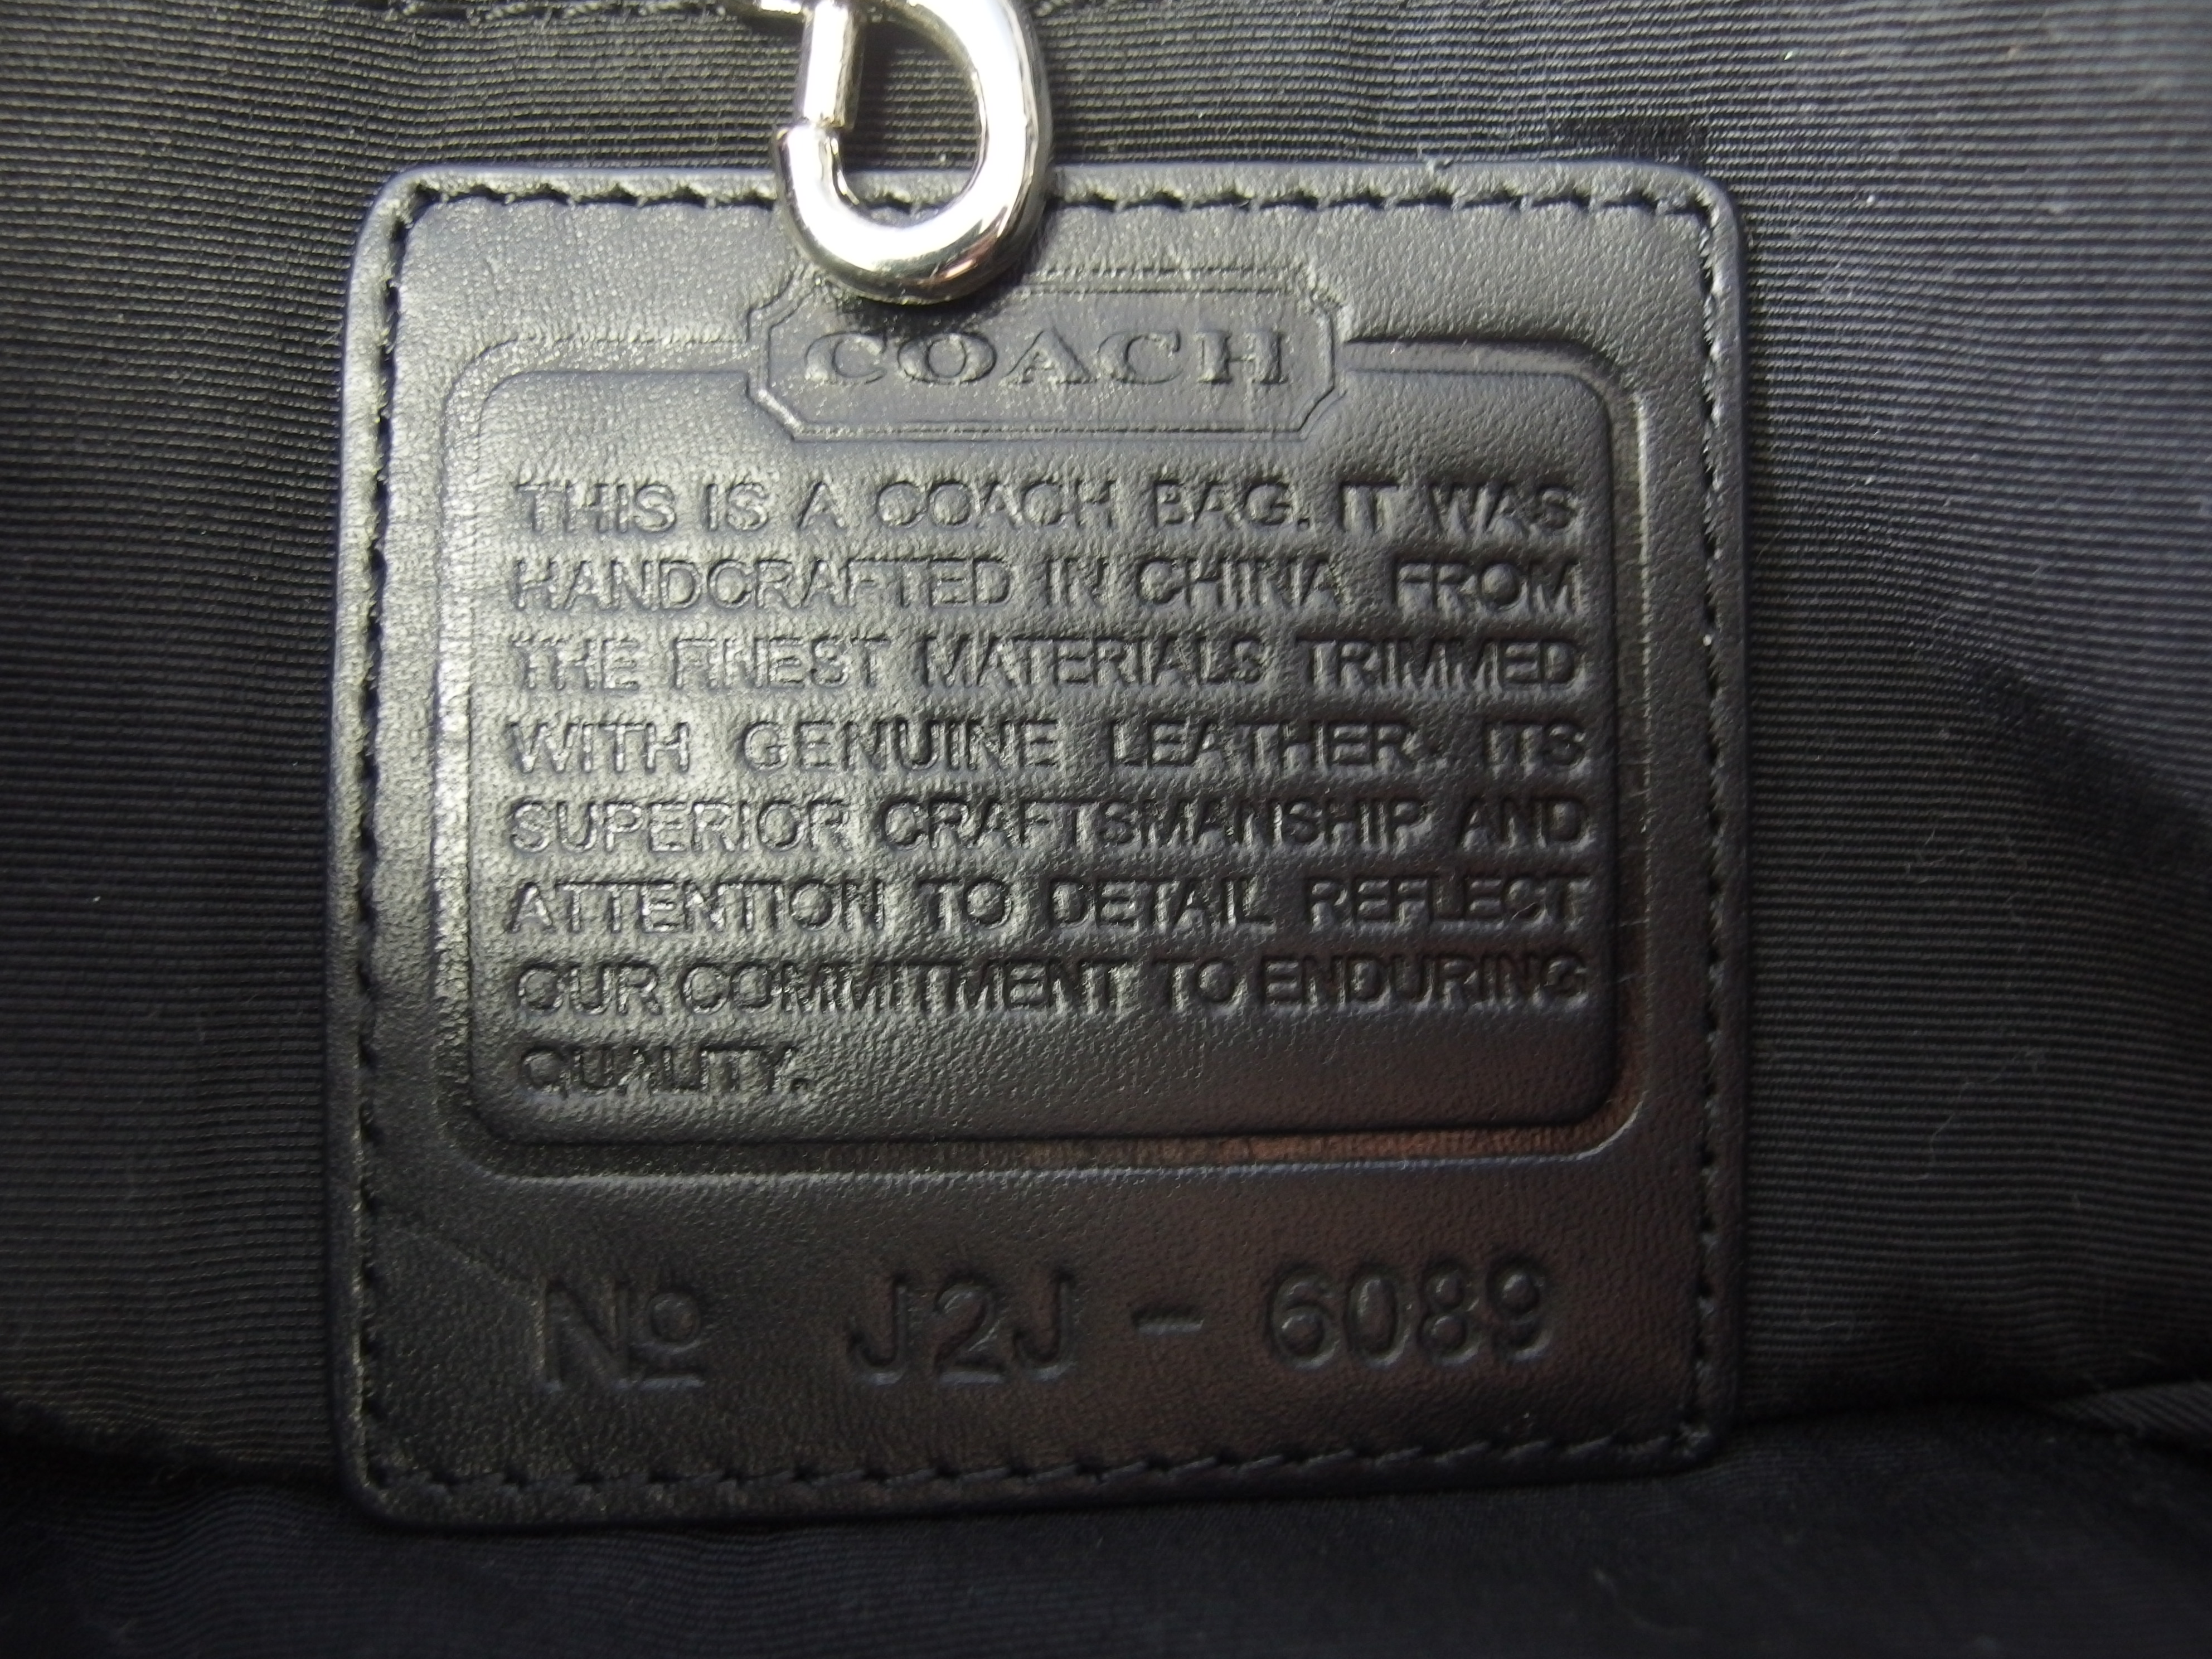 COACH
THIS IS A COACH BAG. IT WAS
HANDCRAFTED IN CHINA FROM
THE FINEST MATERIALS TRIMMED
WITH GENUINE LEATHER. ITS
SUPERIOR CRAFTSMANSHIP AND
ATTENTION TO DETAIL REFLECT
OUR COMMITMENT TO ENDURING
QUALITY.
№ J2J - 6089